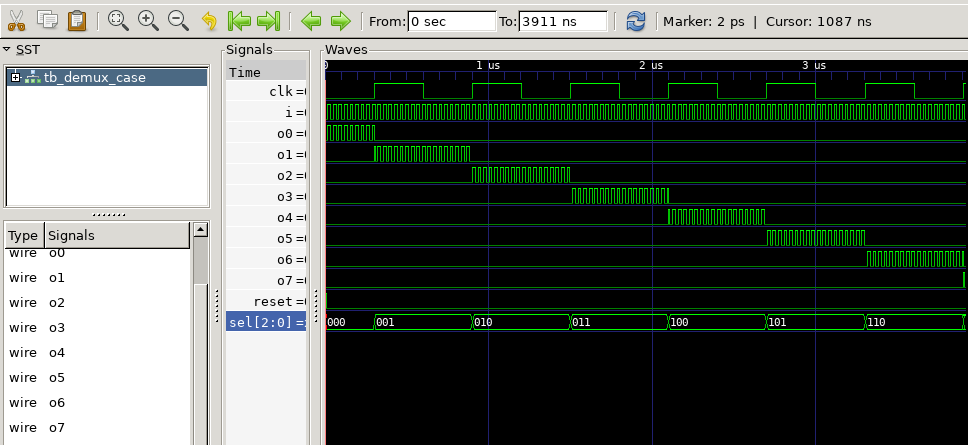 From: 0 sec To: 3911 ns Marker: 2 ps | Cursor: 1087 ns
SST
tb_demux_case
Type Signals
wire o0
wire o1
wire o2
wire o3
wire o4
wire o5
wire o6
wire o7
Signals
Time
clk =
i =
o0 =
o1 =
o2 =
o3 =
o4 =
o5 =
o6 =
o7 =
reset =
sel[2:0] =
Waves
0 1 us 2 us 3 us
000 001 010 011 100 101 110